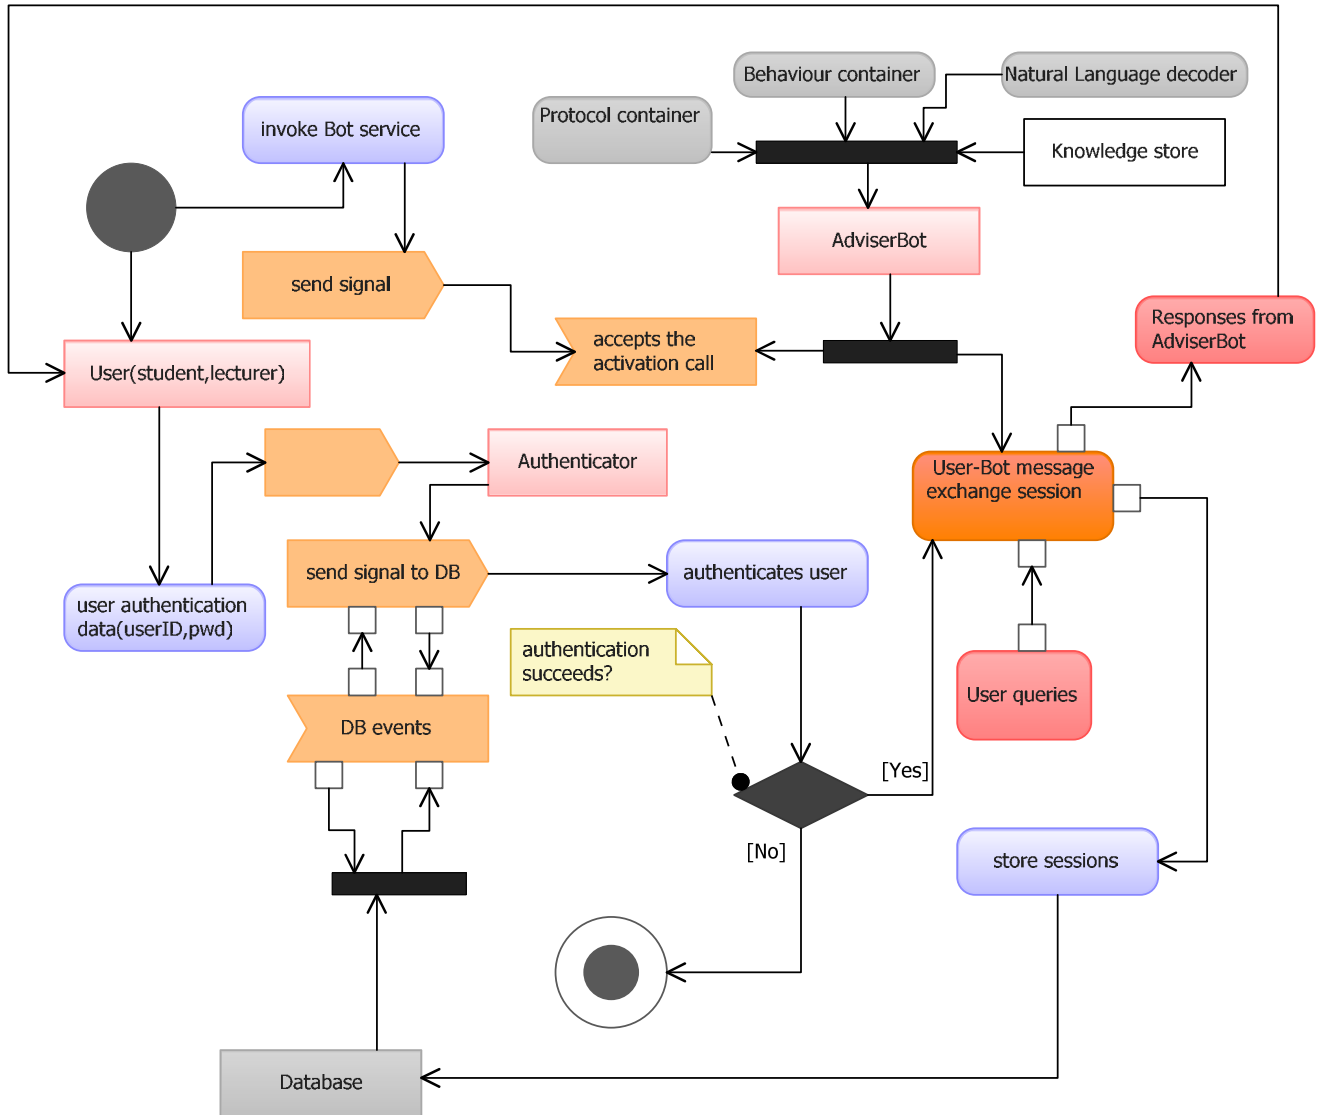 Behaviour container
Natural Language decoder
Protocol container
invoke Bot service
Knowledge store
AdviserBot
send signal
accepts the
activation call
Responses from
AdviserBot
User(student,lecturer)
Authenticator
User-Bot message
exchange session
send signal to DB
authenticates user
user authentication
data(userID,pwd)
authentication
succeeds?
User queries
DB events
[Yes]
[No]
store sessions
Database